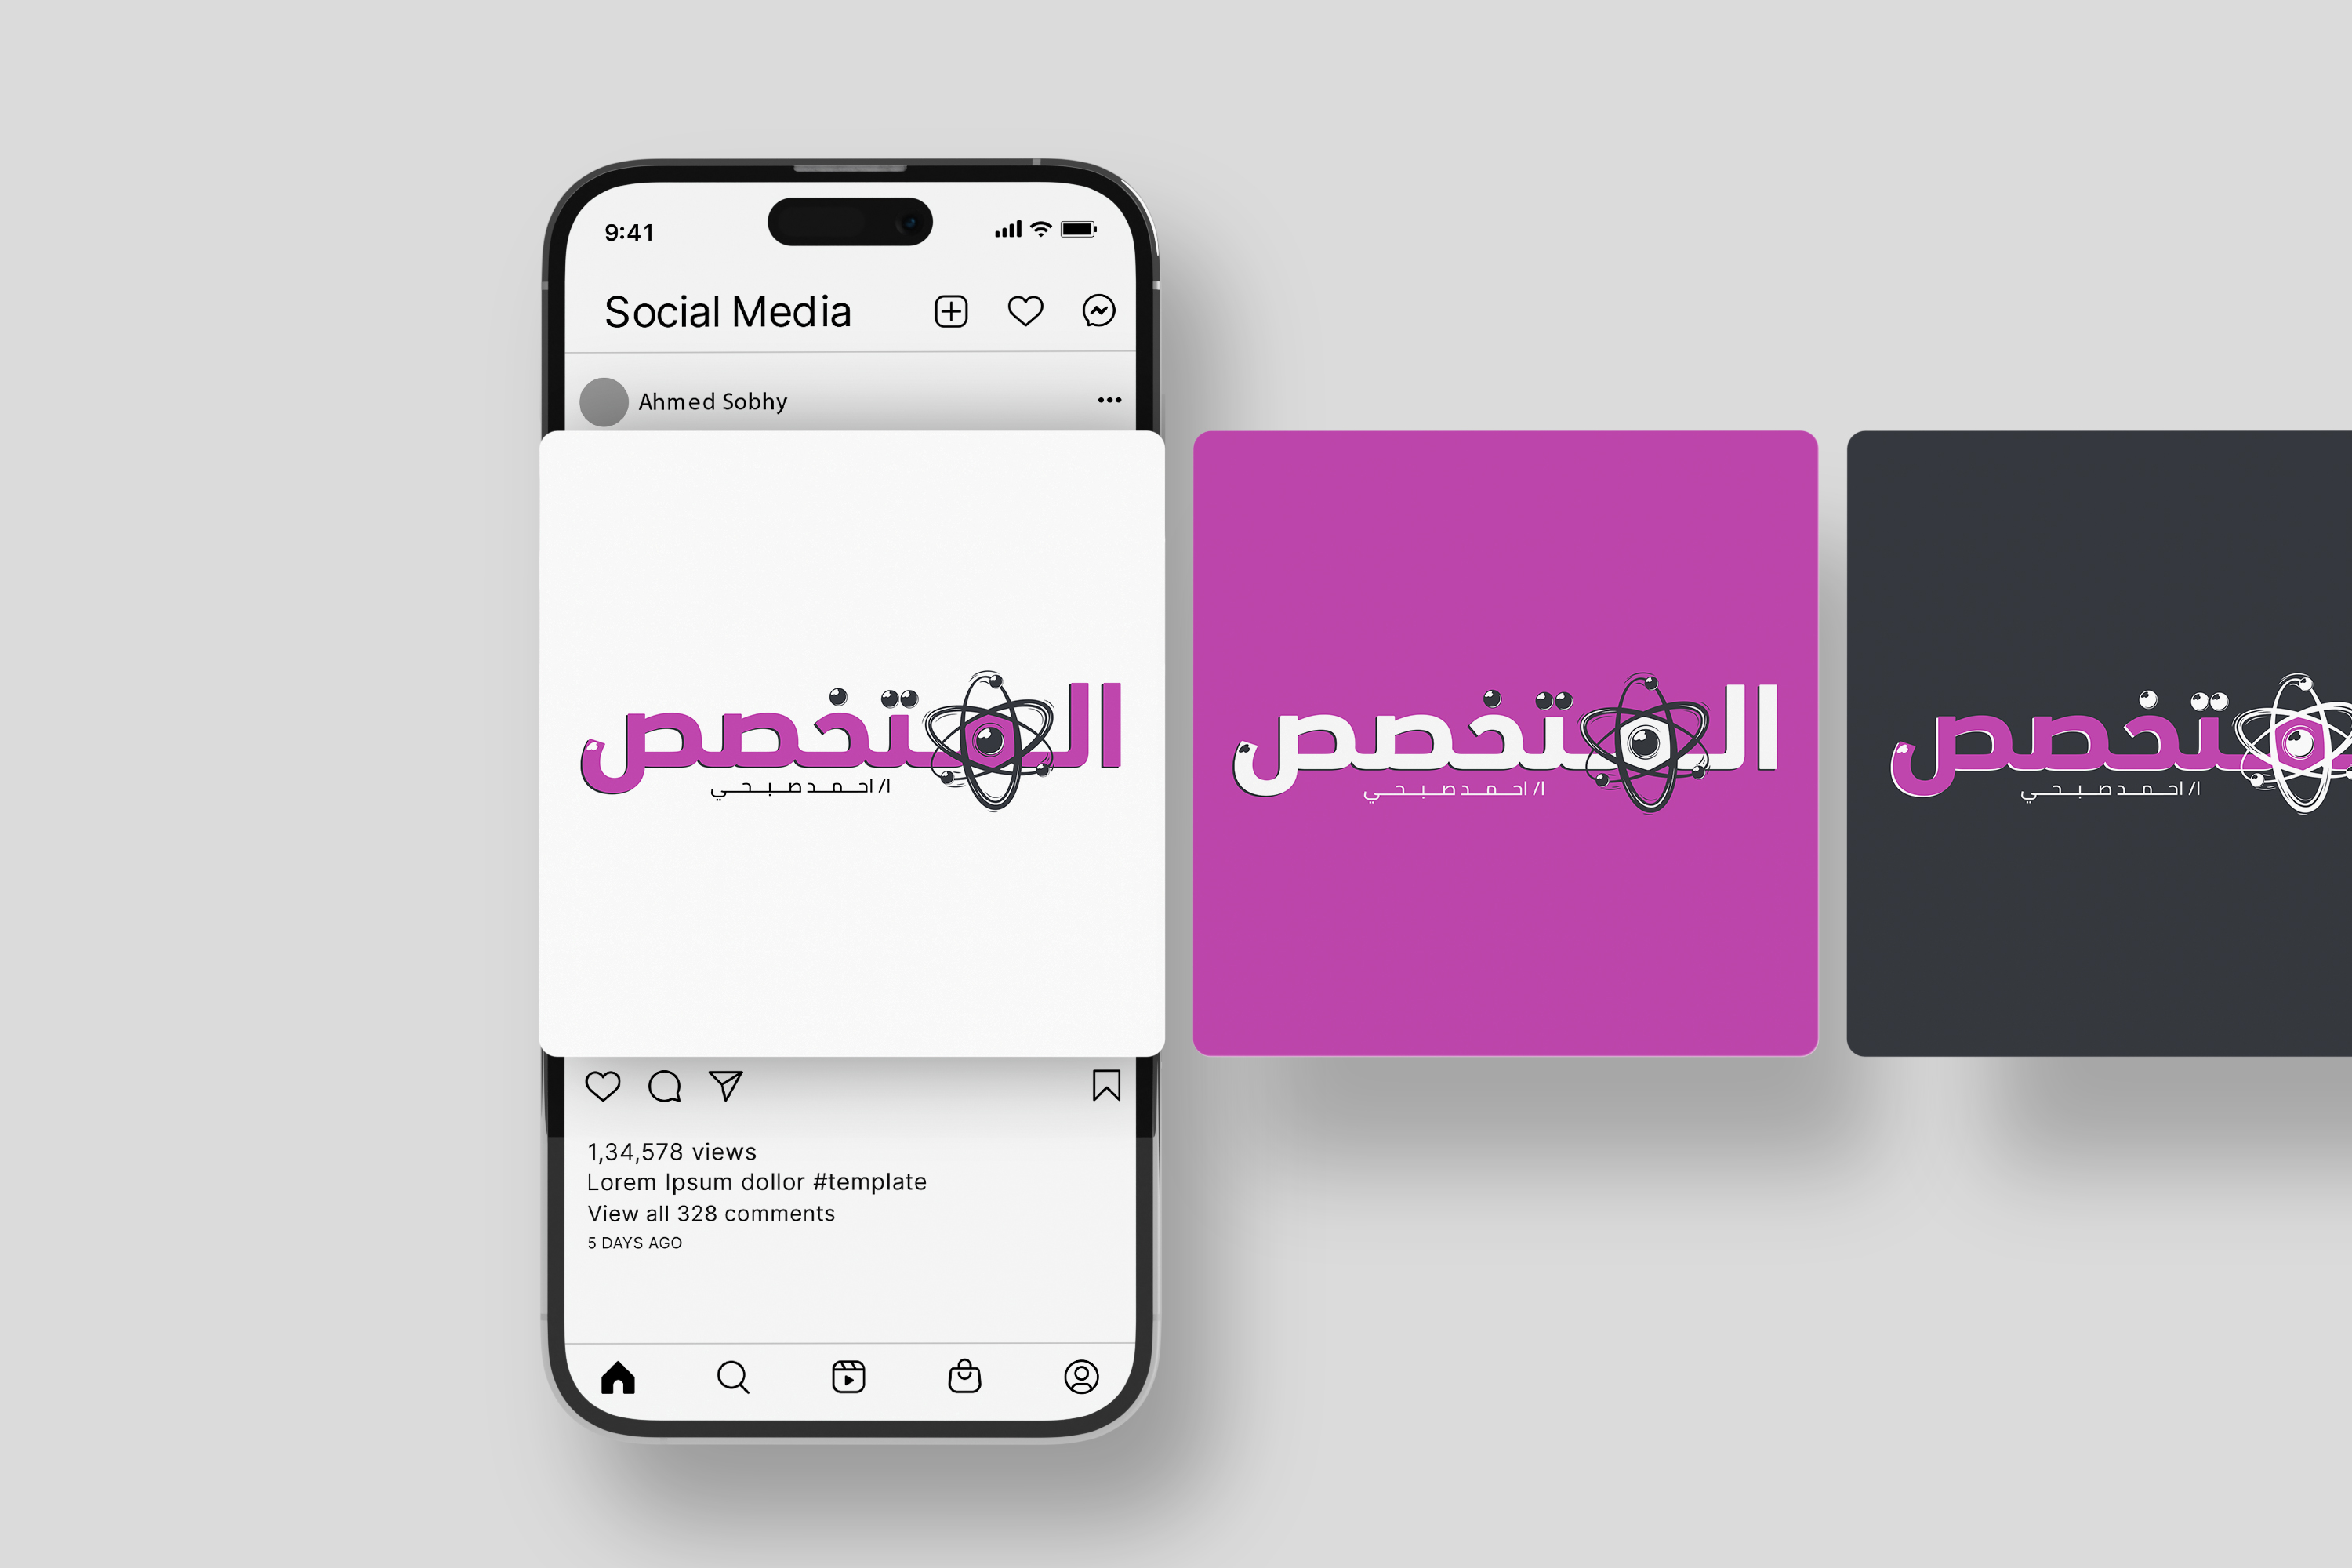 9:41
Social Media
Ahmed Sobhy
المتخصص
ا/ احمد صبحي
المتخصص
ا/ احمد صبحي
تخصص
ا/ احمد صبحي
1,34,578 views
Lorem Ipsum dollor #template
View all 328 comments
5 DAYS AGO